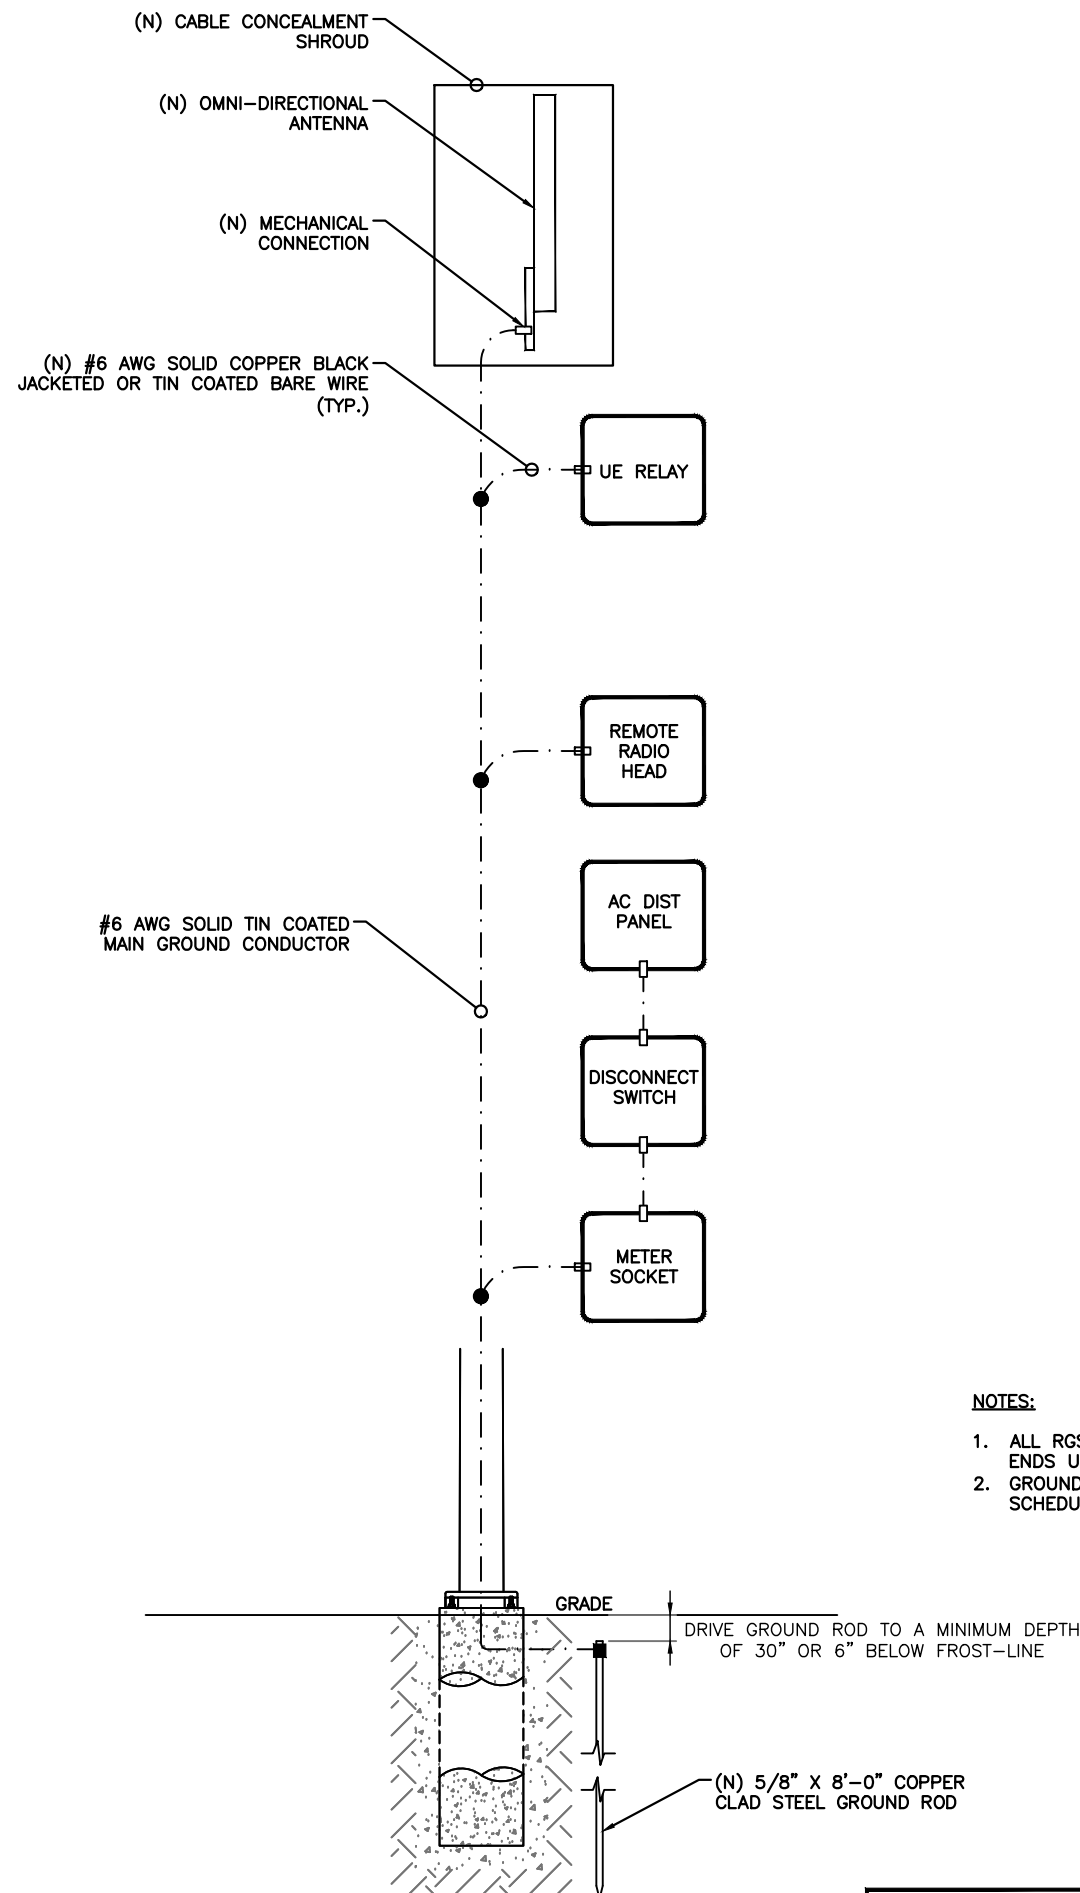 (N) CABLE CONCEALMENT
SHROUD
(N) OMNI-DIRECTIONAL
ANTENNA
(N) MECHANICAL
CONNECTION
(N) #6 AWG SOLID COPPER BLACK
JACKETED OR TIN COATED BARE WIRE
(TYP.)
UE RELAY
REMOTE
RADIO
HEAD
AC DIST
PANEL
#6 AWG SOLID TIN COATED
MAIN GROUND CONDUCTOR
DISCONNECT
SWITCH
METER
SOCKET
NOTES:
1. ALL
ENDS
2. GROUND
GRADE
DRIVE GROUND ROD TO A MINIMUM DEPTH
OF 30" OR 6" BELOW FROST-LINE
(N) 5/8" X 8'-0" COPPER
CLAD STEEL GROUND ROD